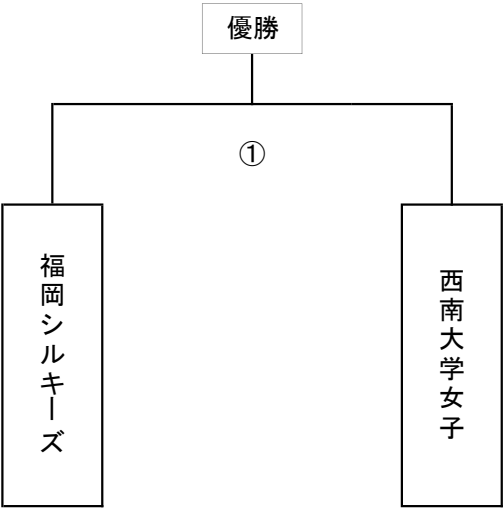 優勝
①
福岡シルキーズ
西南大学女子